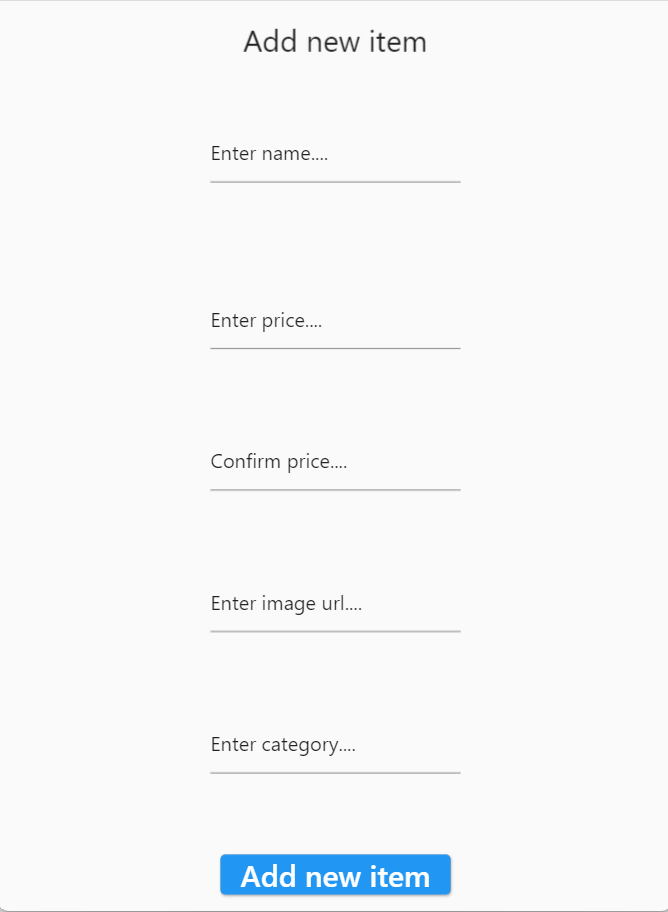 Add new item
Enter name....
Enter price....
Confirm price....
Enter image url....
Enter category....
Add new item